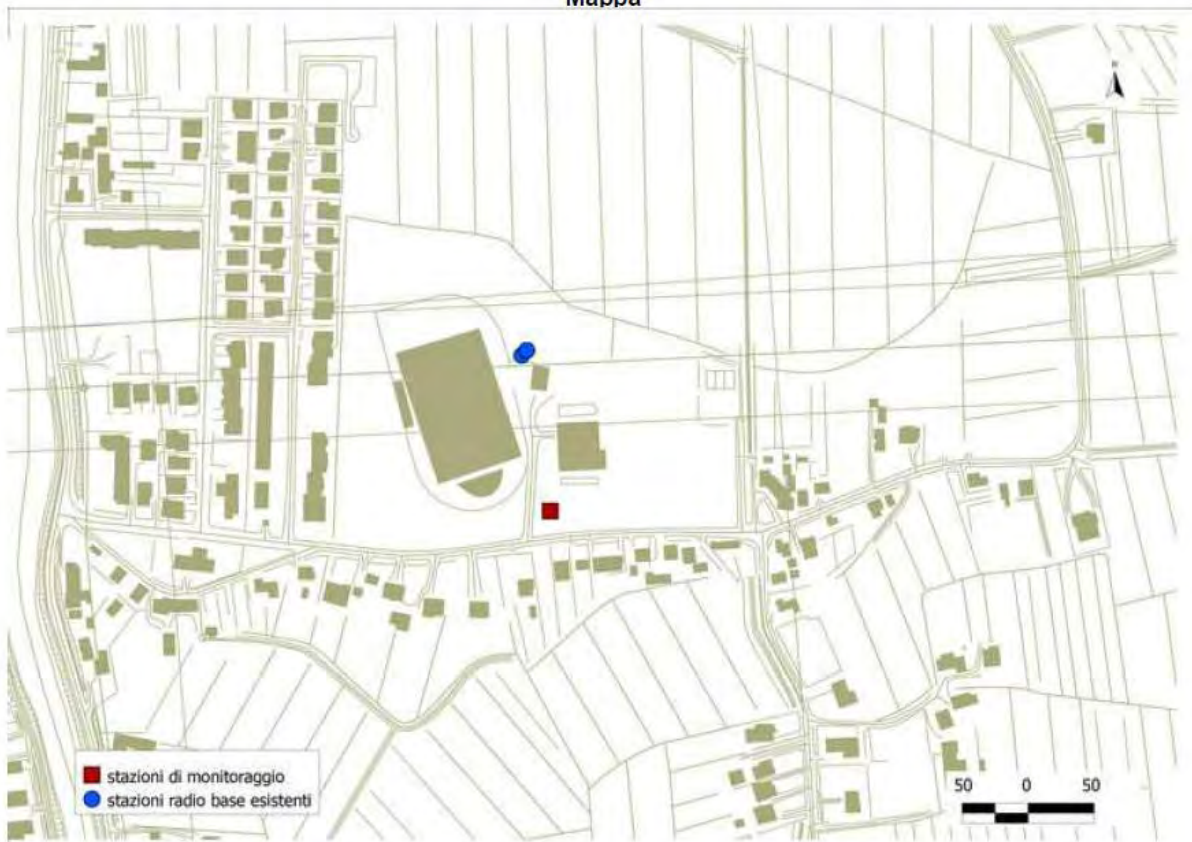 Mappa
N
stazioni di monitoraggio
stazioni radio base esistenti
50 0 50